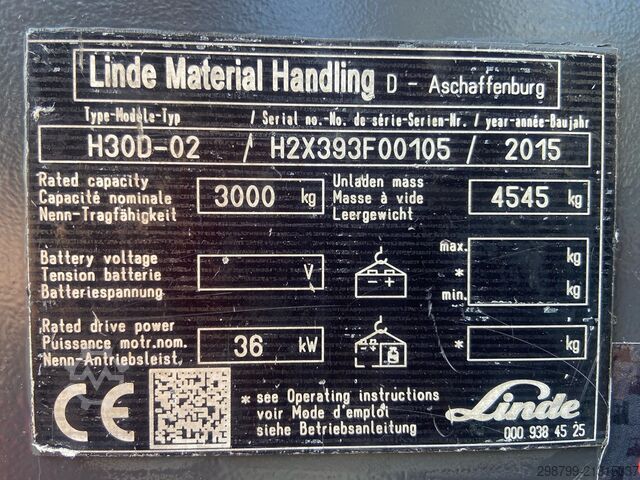 Linde Material Handling D - Aschaffenburg
Type-Modèle-Typ / Serial no.-No. de série-Serien-Nr. / year-année-Baujahr
H30D-02 / H2X393F00105 / 2015
Rated capacity
Capacité nominale
Nenn-Tragfähigkeit
3000 kg
Unladen mass
Masse à vide
Leergewicht
4545 kg
Battery voltage
Tension batterie
Batteriespannung
V
- +
max.
*
min.
kg
kg
Rated drive power
Puissance motr.nom.
Nenn-Antriebsleist.
36 kW
- +
* kg
CE
* see Operating instructions
voir Mode d'emploi
siehe Betriebsanleitung
Linde
000 938 45 25